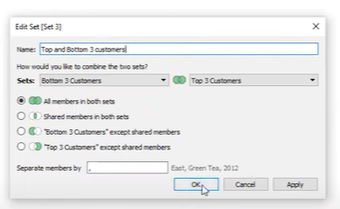 Edit Set [Set 3]
Name: Top and Bottom 3 customers
How would you like to combine the two sets?
Sets: Bottom 3 Customers Top 3 Customers
All members in both sets
Shared members in both sets
"Bottom 3 Customers" except shared members
"Top 3 Customers" except shared members
Separate members by , East, Green Tea, 2012
OK Cancel Apply